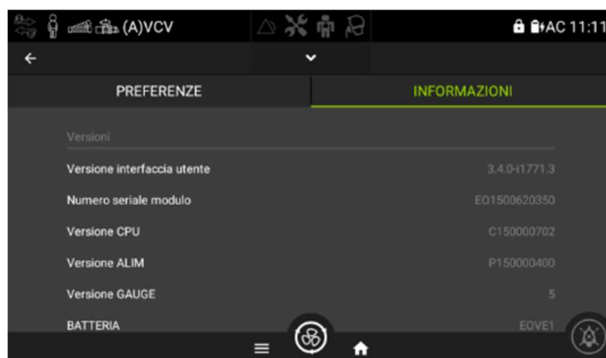 (A)VCV AC 11:11
PREFERENZE INFORMAZIONI
Versioni
Versione interfaccia utente 3.4.0-i1771.3
Numero seriale modulo EO1500620350
Versione CPU C150000702
Versione ALIM P150000400
Versione GAUGE 5
BATTERIA EOVE1